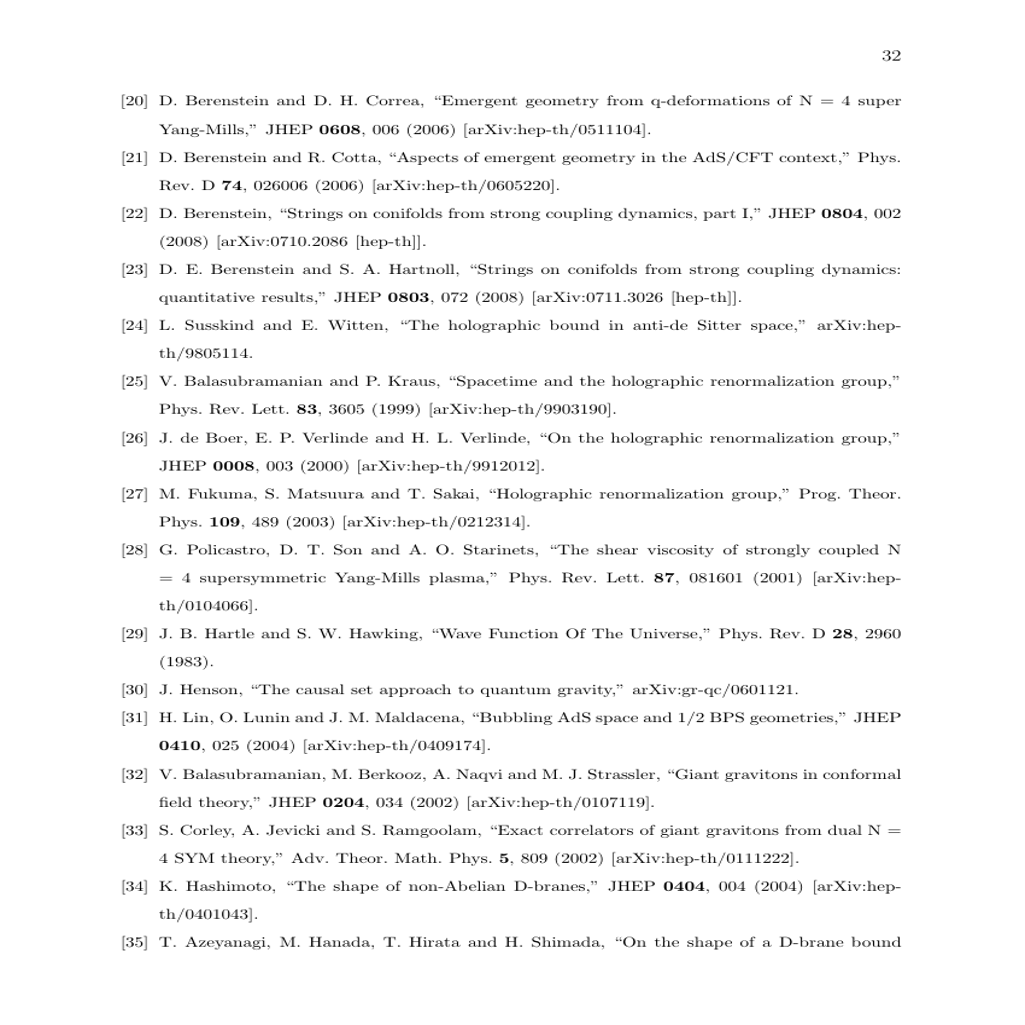 32
[20] D. Berenstein and D. H. Correa, “Emergent geometry from q-deformations of N = 4 super
Yang-Mills,” JHEP 0608, 006 (2006) [arXiv:hep-th/0511104].
[21] D. Berenstein and R. Cotta, “Aspects of emergent geometry in the AdS/CFT context,” Phys.
Rev. D 74, 026006 (2006) [arXiv:hep-th/0605220].
[22] D. Berenstein, “Strings on conifolds from strong coupling dynamics, part I,” JHEP 0804, 002
(2008) [arXiv:0710.2086 [hep-th]].
[23] D. E. Berenstein and S. A. Hartnoll, “Strings on conifolds from strong coupling dynamics:
quantitative results,” JHEP 0803, 072 (2008) [arXiv:0711.3026 [hep-th]].
[24] L. Susskind and E. Witten, “The holographic bound in anti-de Sitter space,” arXiv:hep-
th/9805114.
[25] V. Balasubramanian and P. Kraus, “Spacetime and the holographic renormalization group,”
Phys. Rev. Lett. 83, 3605 (1999) [arXiv:hep-th/9903190].
[26] J. de Boer, E. P. Verlinde and H. L. Verlinde, “On the holographic renormalization group,”
JHEP 0008, 003 (2000) [arXiv:hep-th/9912012].
[27] M. Fukuma, S. Matsuura and T. Sakai, “Holographic renormalization group,” Prog. Theor.
Phys. 109, 489 (2003) [arXiv:hep-th/0212314].
[28] G. Policastro, D. T. Son and A. O. Starinets, “The shear viscosity of strongly coupled N
= 4 supersymmetric Yang-Mills plasma,” Phys. Rev. Lett. 87, 081601 (2001) [arXiv:hep-
th/0104066].
[29] J. B. Hartle and S. W. Hawking, “Wave Function Of The Universe,” Phys. Rev. D 28, 2960
(1983).
[30] J. Henson, “The causal set approach to quantum gravity,” arXiv:gr-qc/0601121.
[31] H. Lin, O. Lunin and J. M. Maldacena, “Bubbling AdS space and 1/2 BPS geometries,” JHEP
0410, 025 (2004) [arXiv:hep-th/0409174].
[32] V. Balasubramanian, M. Berkooz, A. Naqvi and M. J. Strassler, “Giant gravitons in conformal
field theory,” JHEP 0204, 034 (2002) [arXiv:hep-th/0107119].
[33] S. Corley, A. Jevicki and S. Ramgoolam, “Exact correlators of giant gravitons from dual N =
4 SYM theory,” Adv. Theor. Math. Phys. 5, 809 (2002) [arXiv:hep-th/0111222].
[34] K. Hashimoto, “The shape of non-Abelian D-branes,” JHEP 0404, 004 (2004) [arXiv:hep-
th/0401043].
[35] T. Azeyanagi, M. Hanada, T. Hirata and H. Shimada, “On the shape of a D-brane bound